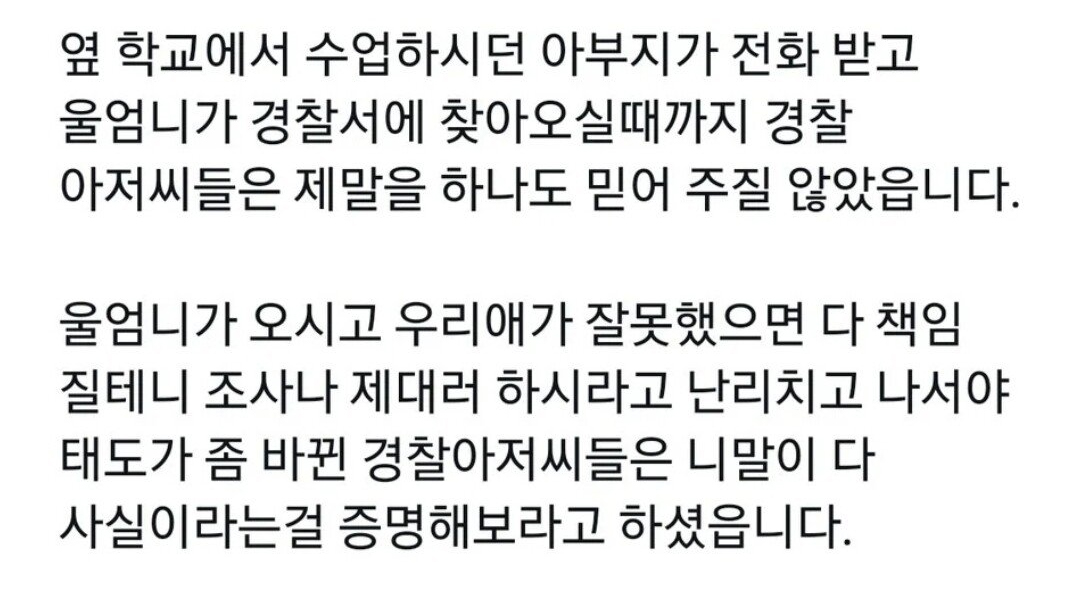 옆 학교에서 수업하시던 아부지가 전화 받고
울엄니가 경찰서에 찾아오실때까지 경찰
아저씨들은 제말을 하나도 믿어 주질 않았읍니다.
울엄니가 오시고 우리애가 잘못했으면 다 책임
질테니 조사나 제대러 하시라고 난리치고 나서야
태도가 좀 바뀐 경찰아저씨들은 니말이 다
사실이라는걸 증명해보라고 하셨읍니다.